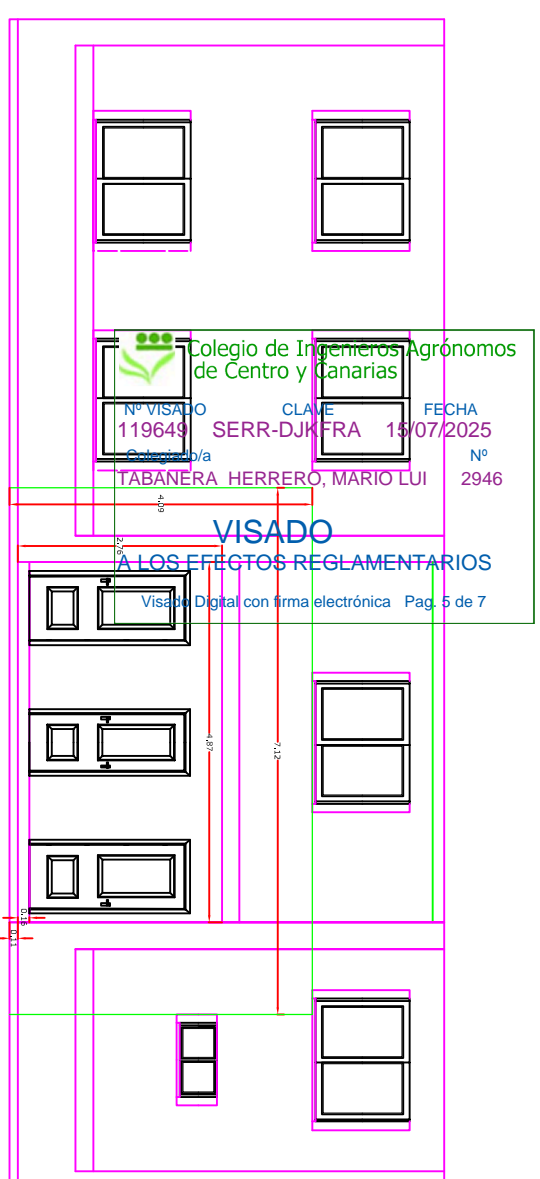 Colegio de Ingenieros Agrónomos
de Centro y Canarias
Nº VISADO CLAVE FECHA
119649 SERR-DJKFRA 15/07/2025
Colegiado/a Nº
TABANERA HERRERO, MARIO LUI 2946
4.09
VISADO
2.76
A LOS EFECTOS REGLAMENTARIOS
Visado Digital con firma electrónica Pag. 5 de 7
4.87
7.12
0.16
0.11